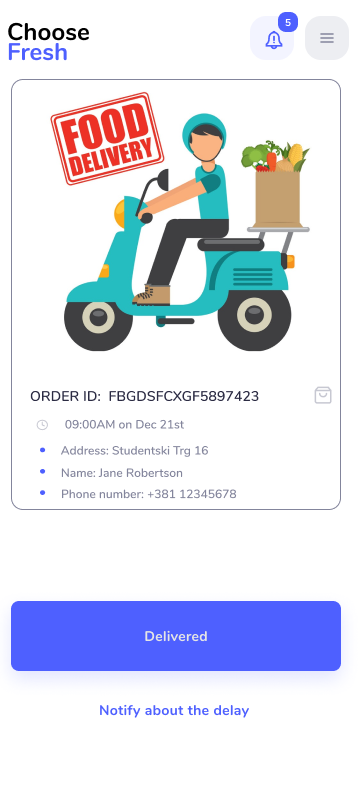 Choose
Fresh
5
FOOD
DELIVERY
ORDER ID: FBGDSFCXGF5897423
09:00AM on Dec 21st
Address: Studentski Trg 16
Name: Jane Robertson
Phone number: +381 12345678
Delivered
Notify about the delay